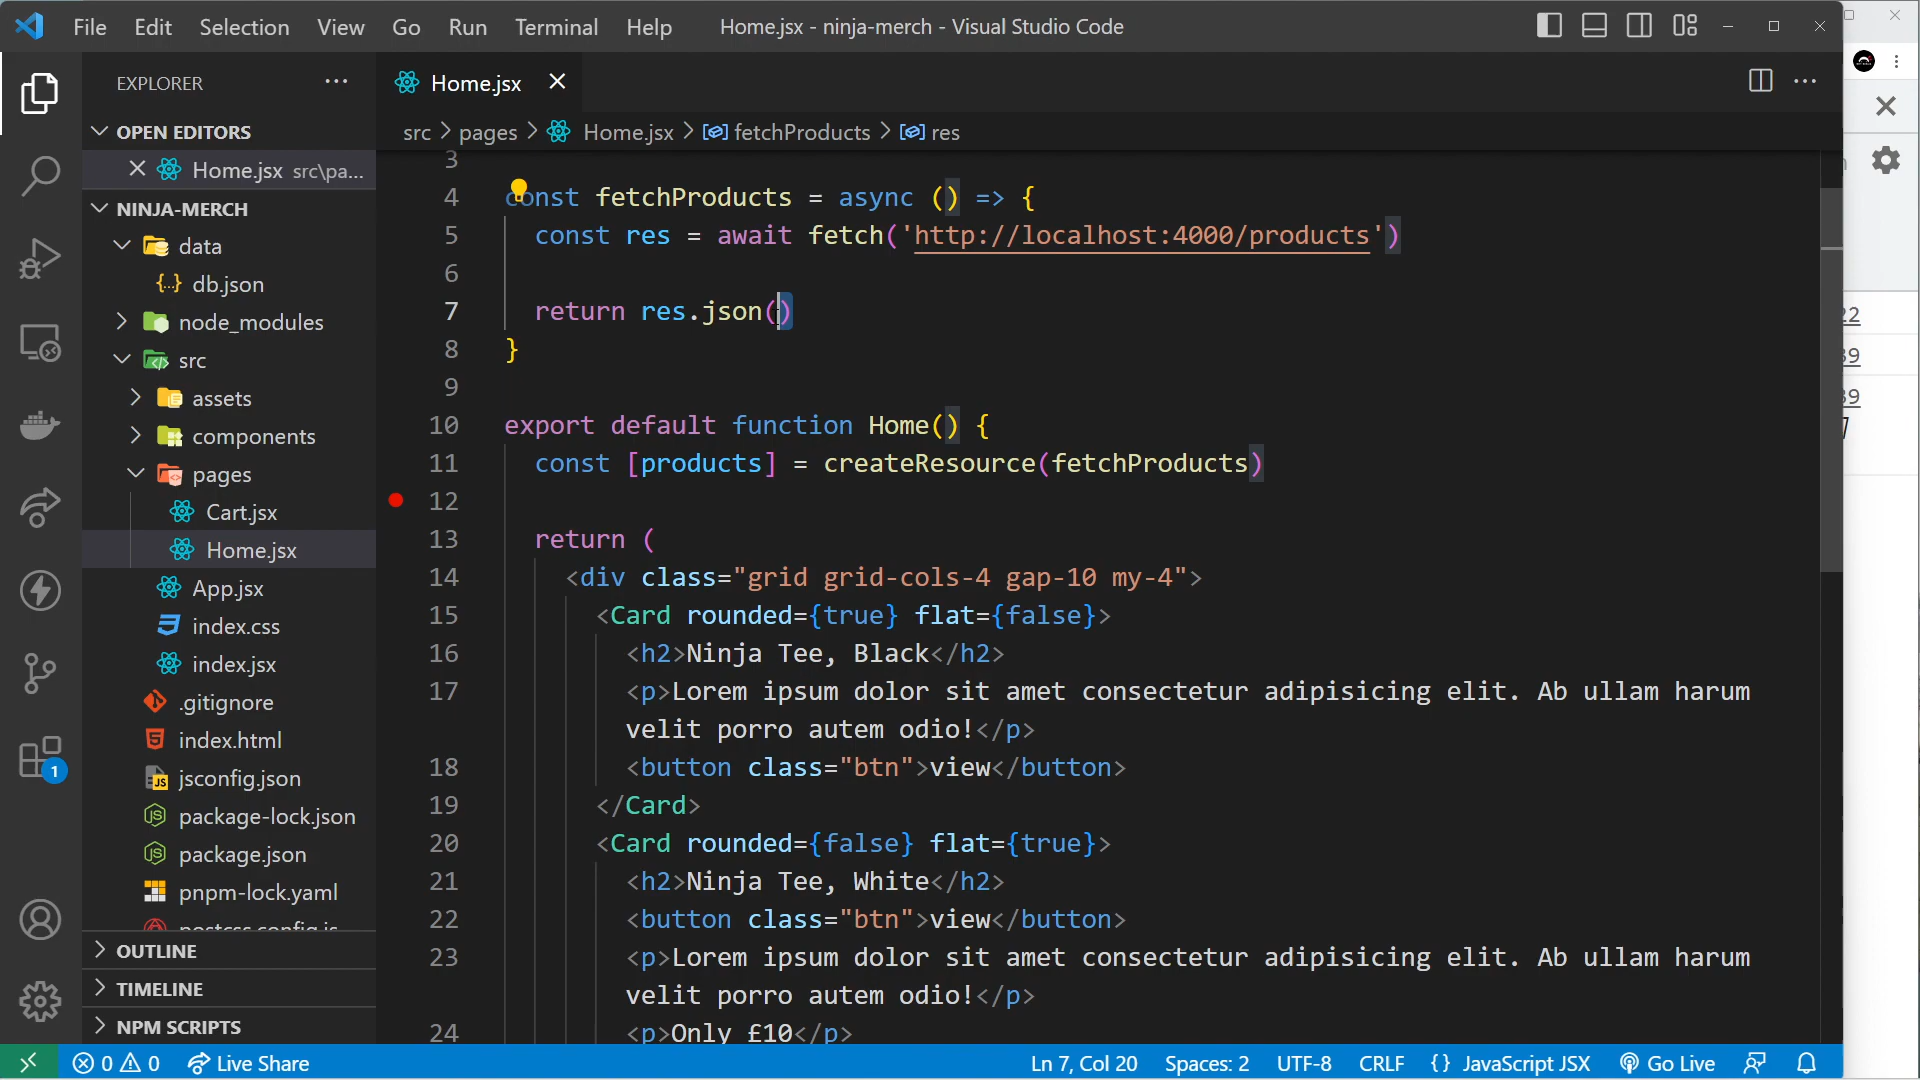 File Edit Selection View Go Run Terminal Help
Home.jsx - ninja-merch - Visual Studio Code
EXPLORER
OPEN EDITORS
Home.jsx src\pa...
NINJA-MERCH
data
db.json
node_modules
src
assets
components
pages
Cart.jsx
Home.jsx
App.jsx
index.css
index.jsx
.gitignore
index.html
jsconfig.json
package-lock.json
package.json
pnpm-lock.yaml
OUTLINE
TIMELINE
NPM SCRIPTS
1
Home.jsx
src > pages > Home.jsx > fetchProducts > res
3
4 const fetchProducts = async () => {
5 const res = await fetch('http://localhost:4000/products')
6
7 return res.json()
8 }
9
10 export default function Home() {
11 const [products] = createResource(fetchProducts)
12
13 return (
14 <div class="grid grid-cols-4 gap-10 my-4">
15 <Card rounded={true} flat={false}>
16 <h2>Ninja Tee, Black</h2>
17 <p>Lorem ipsum dolor sit amet consectetur adipisicing elit. Ab ullam harum
velit porro autem odio!</p>
18 <button class="btn">view</button>
19 </Card>
20 <Card rounded={false} flat={true}>
21 <h2>Ninja Tee, White</h2>
22 <button class="btn">view</button>
23 <p>Lorem ipsum dolor sit amet consectetur adipisicing elit. Ab ullam harum
velit porro autem odio!</p>
24 <p>Only £10</p>
0 0 Live Share
Ln 7, Col 20 Spaces: 2 UTF-8 CRLF {} JavaScript JSX Go Live